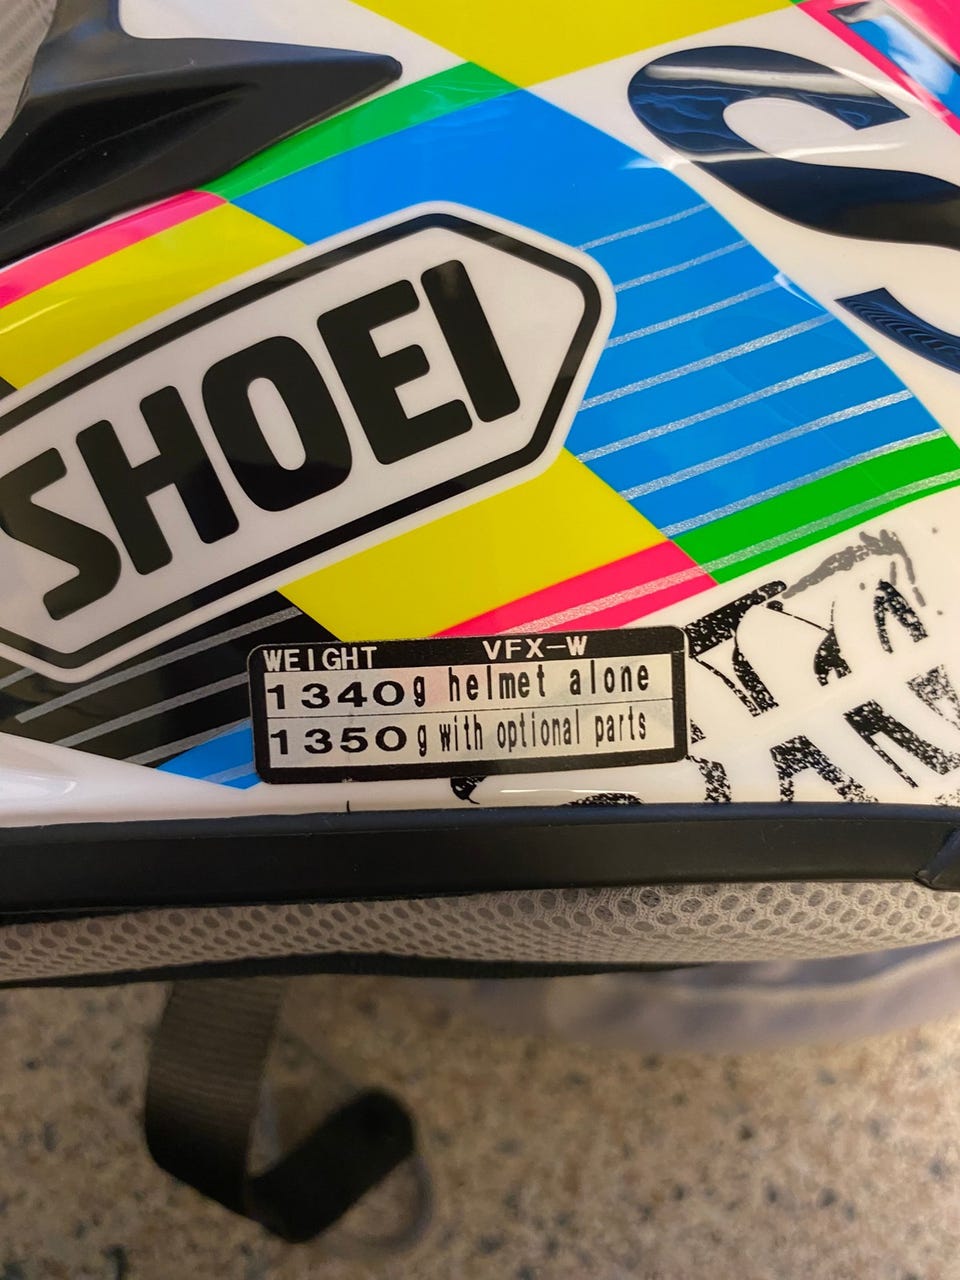 SHOEI
WEIGHT VFX-W
1340g helmet alone
1350g with optional parts